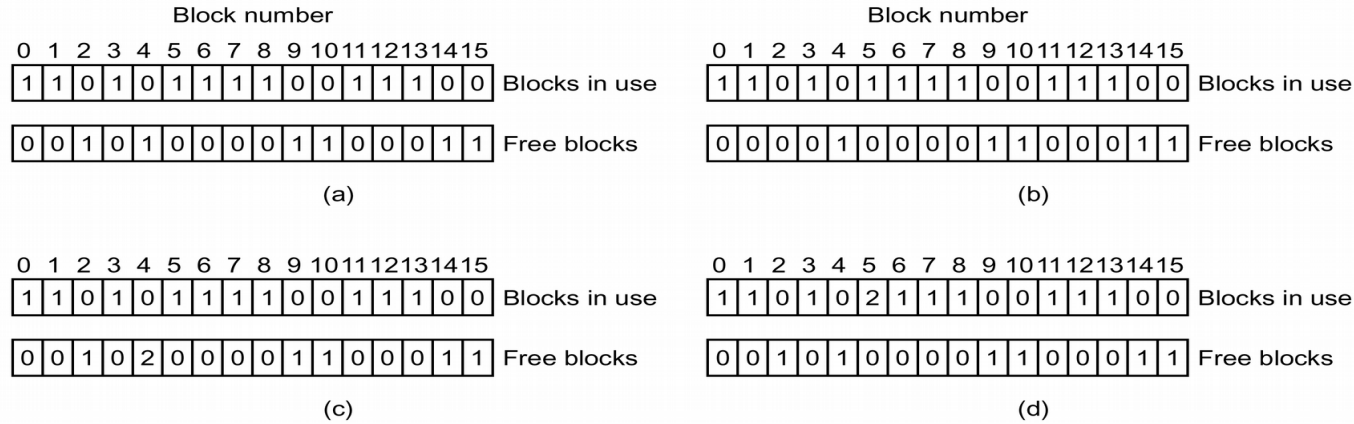 Block number
0 1 2 3 4 5 6 7 8 9 10 11 12 13 14 15
1 1 0 1 0 1 1 1 1 0 0 1 1 1 0 0 Blocks in use
0 0 1 0 1 0 0 0 0 1 1 0 0 0 1 1 Free blocks
(a)
Block number
0 1 2 3 4 5 6 7 8 9 10 11 12 13 14 15
1 1 0 1 0 1 1 1 1 0 0 1 1 1 0 0 Blocks in use
0 0 0 0 1 0 0 0 0 1 1 0 0 0 1 1 Free blocks
(b)
0 1 2 3 4 5 6 7 8 9 10 11 12 13 14 15
1 1 0 1 0 1 1 1 1 0 0 1 1 1 0 0 Blocks in use
0 0 1 0 2 0 0 0 0 1 1 0 0 0 1 1 Free blocks
(c)
0 1 2 3 4 5 6 7 8 9 10 11 12 13 14 15
1 1 0 1 0 2 1 1 1 0 0 1 1 1 0 0 Blocks in use
0 0 1 0 1 0 0 0 0 1 1 0 0 0 1 1 Free blocks
(d)